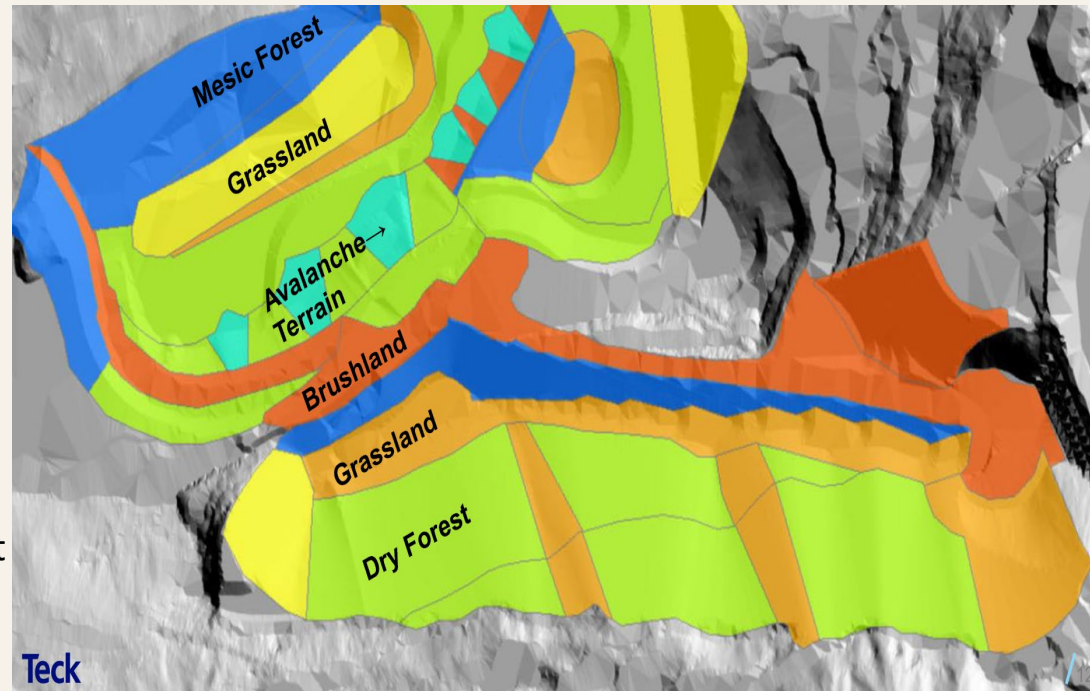 Mesic Forest
Grassland
Avalanche→
Terrain
Brushland
Grassland
Dry Forest
t
Teck